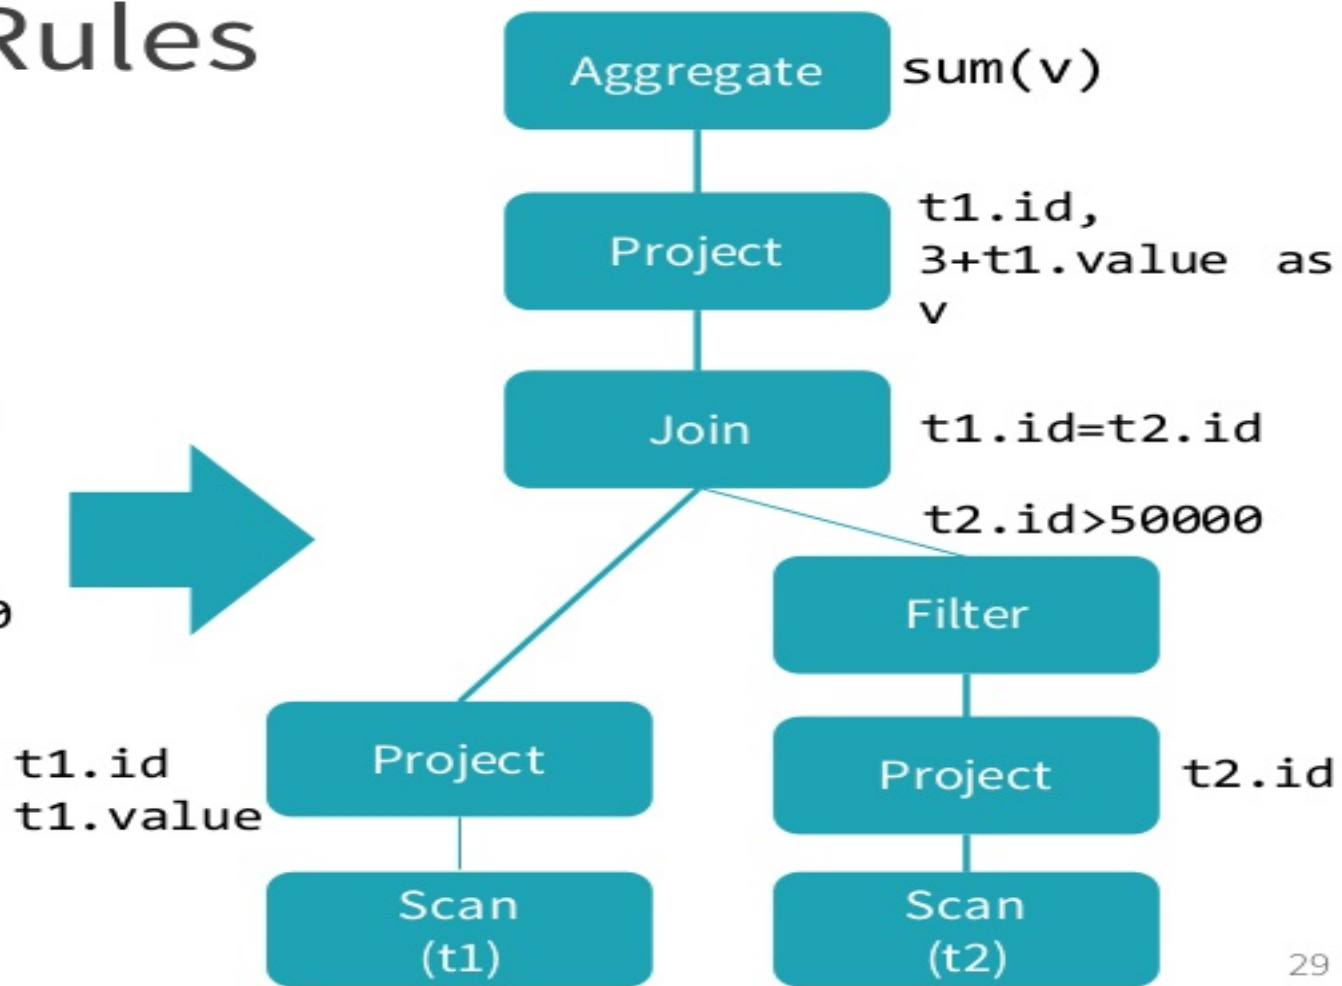 Rules
Aggregate
sum(v)
Project
t1.id,
3+t1.value as
v
Join
t1.id=t2.id
t2.id>50000
Filter
0
Project
t1.id
t1.value
Project
t2.id
Scan
(t1)
Scan
(t2)
29